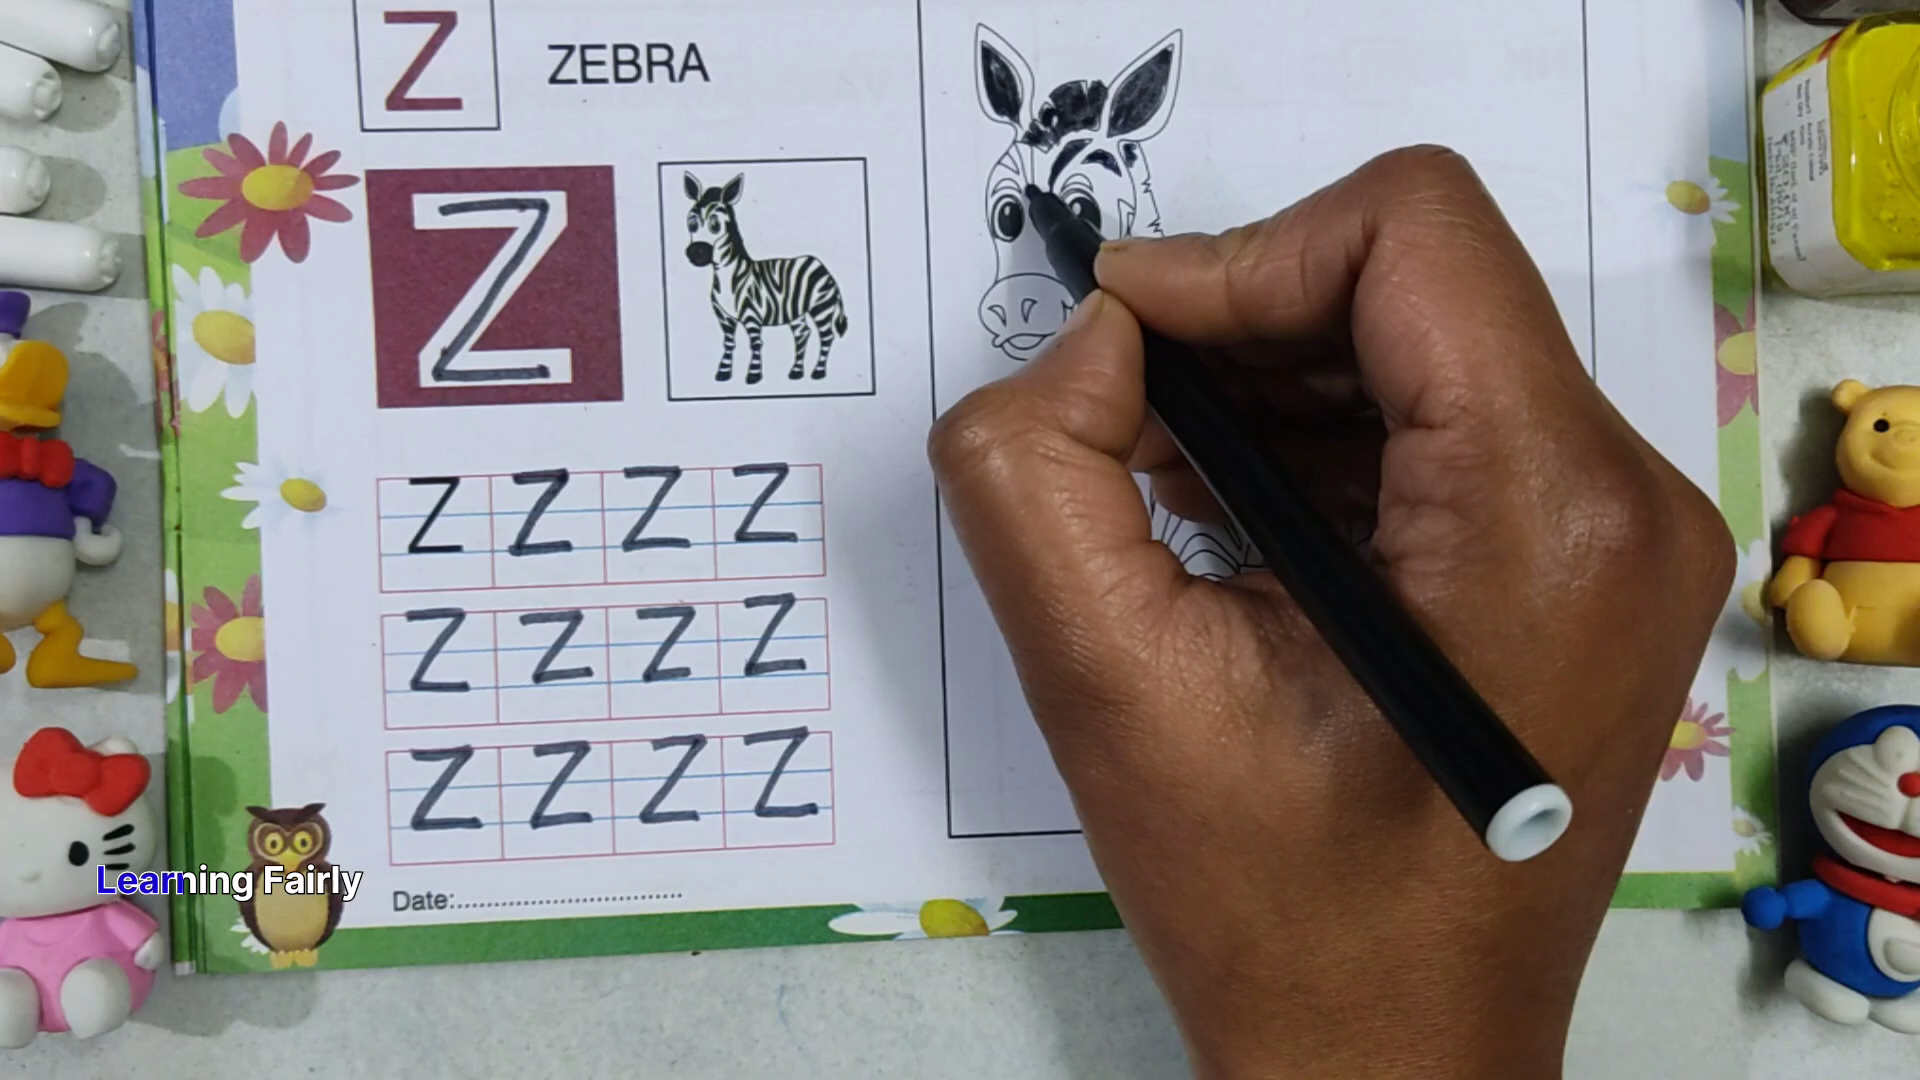 Z
ZEBRA
Z
Z Z Z Z
Z Z Z Z
Z Z Z Z
Learning Fairly
Date:..............................